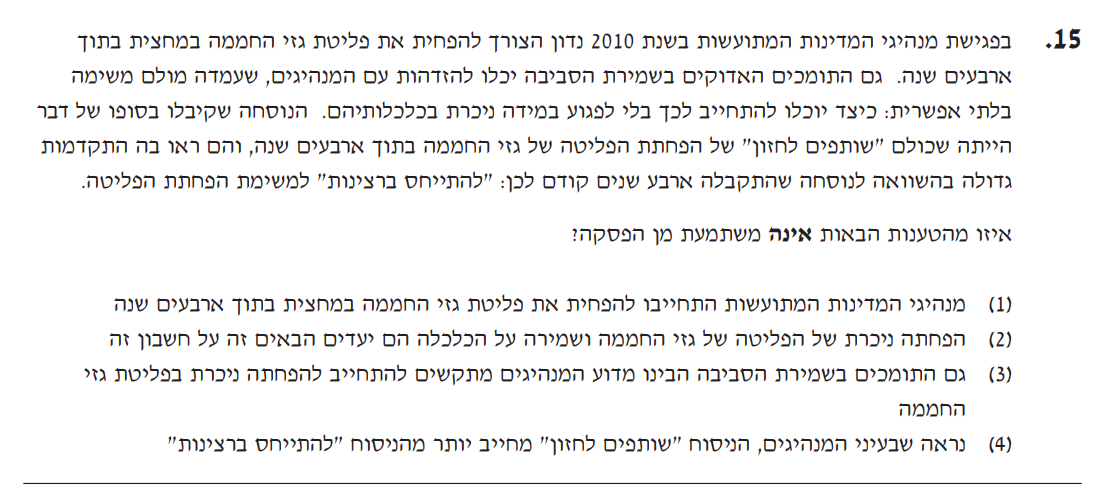 15. בפגישת מנהיגי המדינות המתועשות בשנת 2010 נדון הצורך להפחית את פליטת גזי החממה במחצית בתוך
ארבעים שנה. גם התומכים האדוקים בשמירת הסביבה יכלו להזדהות עם המנהיגים, שעמדה מולם משימה
בלתי אפשרית: כיצד יוכלו להתחייב לכך בלי לפגוע במידה ניכרת בכלכלותיהם. הנוסחה שקיבלו בסופו של דבר
הייתה שכולם "שותפים לחזון" של הפחתת הפליטה של גזי החממה בתוך ארבעים שנה, והם ראו בה התקדמות
גדולה בהשוואה לנוסחה שהתקבלה ארבע שנים קודם לכן: "להתייחס ברצינות" למשימת הפחתת הפליטה.
איזו מהטענות הבאות אינה משתמעת מן הפסקה?
(1) מנהיגי המדינות המתועשות התחייבו להפחית את פליטת גזי החממה במחצית בתוך ארבעים שנה
(2) הפחתה ניכרת של הפליטה של גזי החממה ושמירה על הכלכלה הם יעדים הבאים זה על חשבון זה
(3) גם התומכים בשמירת הסביבה הבינו מדוע המנהיגים מתקשים להתחייב להפחתה ניכרת בפליטת גזי
החממה
(4) נראה שבעיני המנהיגים, הניסוח "שותפים לחזון" מחייב יותר מהניסוח "להתייחס ברצינות"